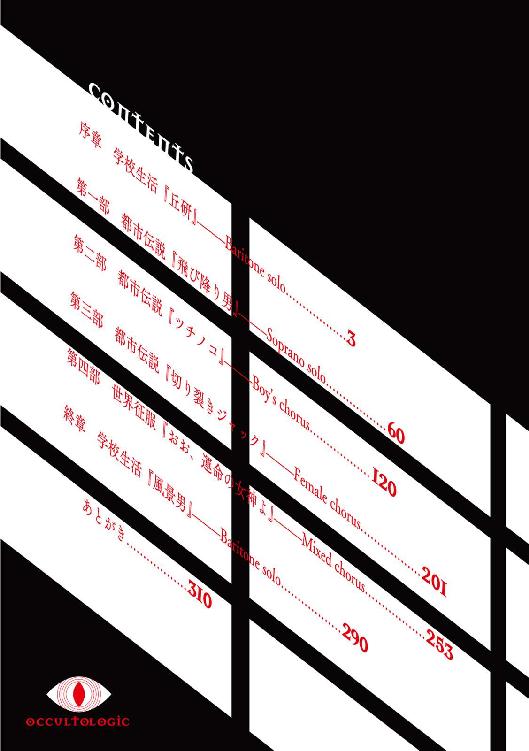 CONTENTS
序章 学校生活『丘研』——Baritone solo……………3
第一部 都市伝説『飛び降り男』——Soprano solo……………60
第二部 都市伝説『ツチノコ』——Boy's chorus……………120
第三部 都市伝説『切り裂きジャック』——Female chorus……………201
第四部 世界征服『おお、運命の女神よ』——Mixed chorus……………253
終章 学校生活『風景男』——Baritone solo……………290
あとがき……………310
OCCULTOLOGIC